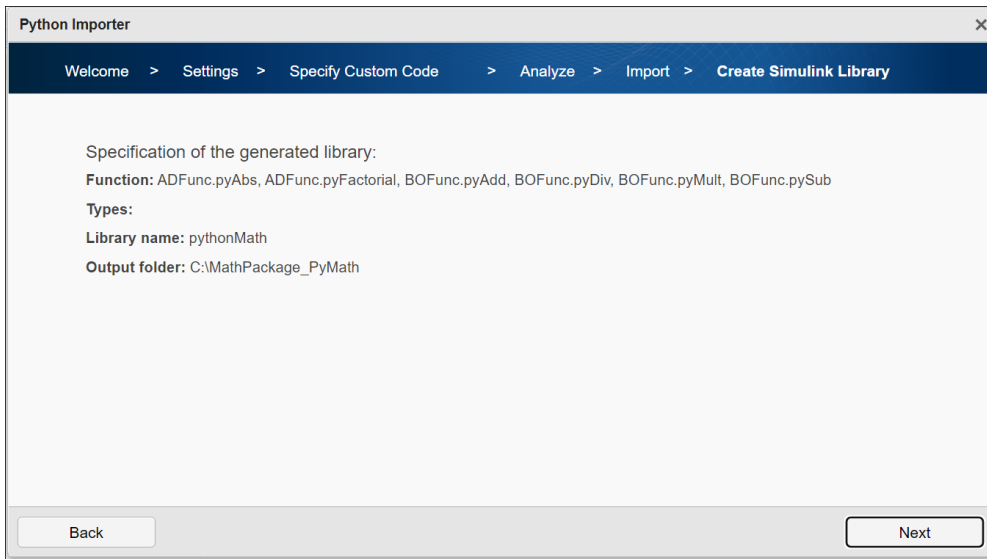 Python Importer ×
Welcome > Settings > Specify Custom Code > Analyze > Import > Create Simulink Library
Specification of the generated library:
Function: ADFunc.pyAbs, ADFunc.pyFactorial, BOFunc.pyAdd, BOFunc.pyDiv, BOFunc.pyMult, BOFunc.pySub
Types:
Library name: pythonMath
Output folder: C:\MathPackage_PyMath
Back Next